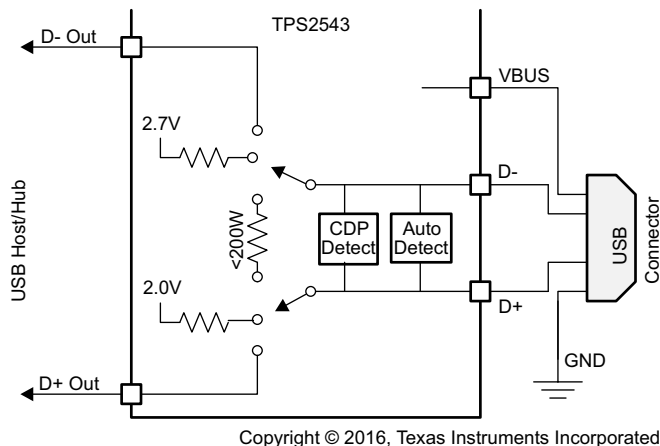 TPS2543
D- Out
VBUS
2.7V
D-
USB Host/Hub
<200W
CDP
Detect
Auto
Detect
USB
Connector
2.0V
D+
GND
D+ Out
Copyright © 2016, Texas Instruments Incorporated